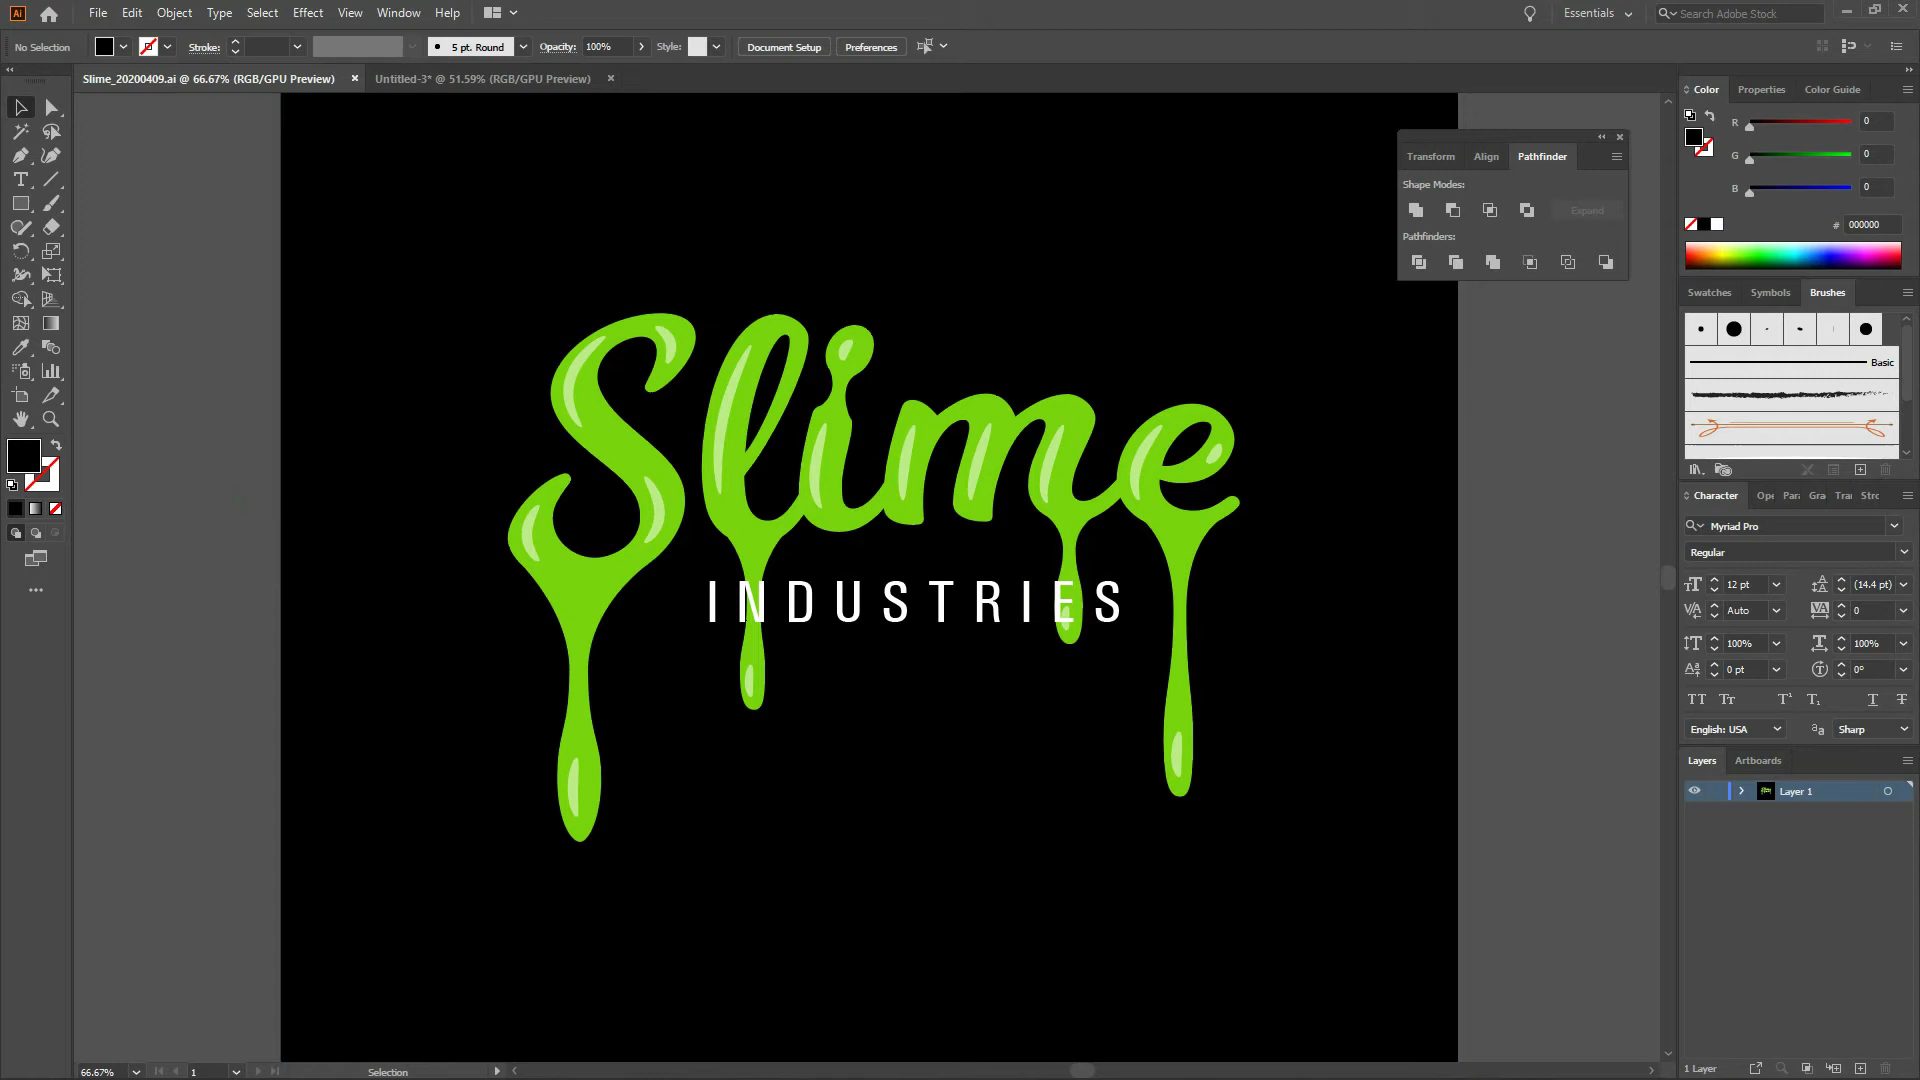 Ai File Edit Object Type Select Effect View Window Help Essentials Search Adobe Stock
No Selection Stroke: 5 pt. Round Opacity: 100% Style: Document Setup Preferences
Slime_20200409.ai @ 66.67% (RGB/GPU Preview) Untitled-3* @ 51.59% (RGB/GPU Preview)
Color Properties Color Guide
R 0
G 0
B 0
# 000000
Transform Align Pathfinder
Shape Modes:
Expand
Pathfinders:
Slime
INDUSTRIES
Swatches Symbols Brushes
Basic
Character Ope Para Gra Tra Stro
Myriad Pro
Regular
12 pt (14.4 pt)
Auto 0
100% 100%
0 pt 0°
English: USA Sharp
Layers Artboards
Layer 1
66.67% 1 Selection 1 Layer